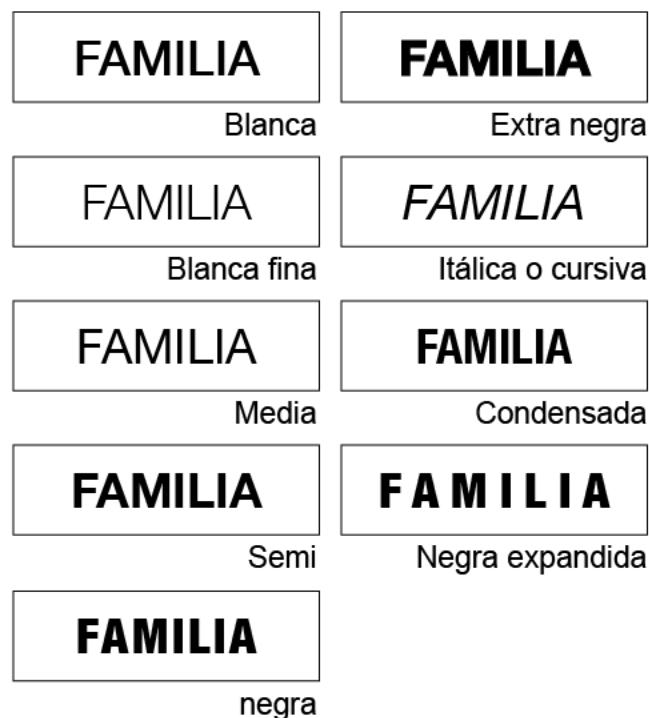 FAMILIA
Blanca
FAMILIA
Extra negra
FAMILIA
Blanca fina
FAMILIA
Itálica o cursiva
FAMILIA
Media
FAMILIA
Condensada
FAMILIA
Semi
FAMILIA
Negra expandida
FAMILIA
negra